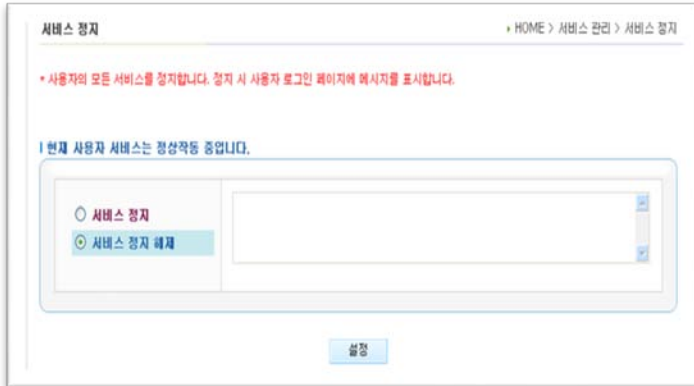 서비스 정지
HOME > 서비스 관리 > 서비스 정지
* 사용자의 모든 서비스를 정지합니다. 정지 시 사용자 로그인 페이지에 메시지를 표시합니다.
현재 사용자 서비스는 정상작동 중입니다.
서비스 정지
서비스 정지 해제
설정